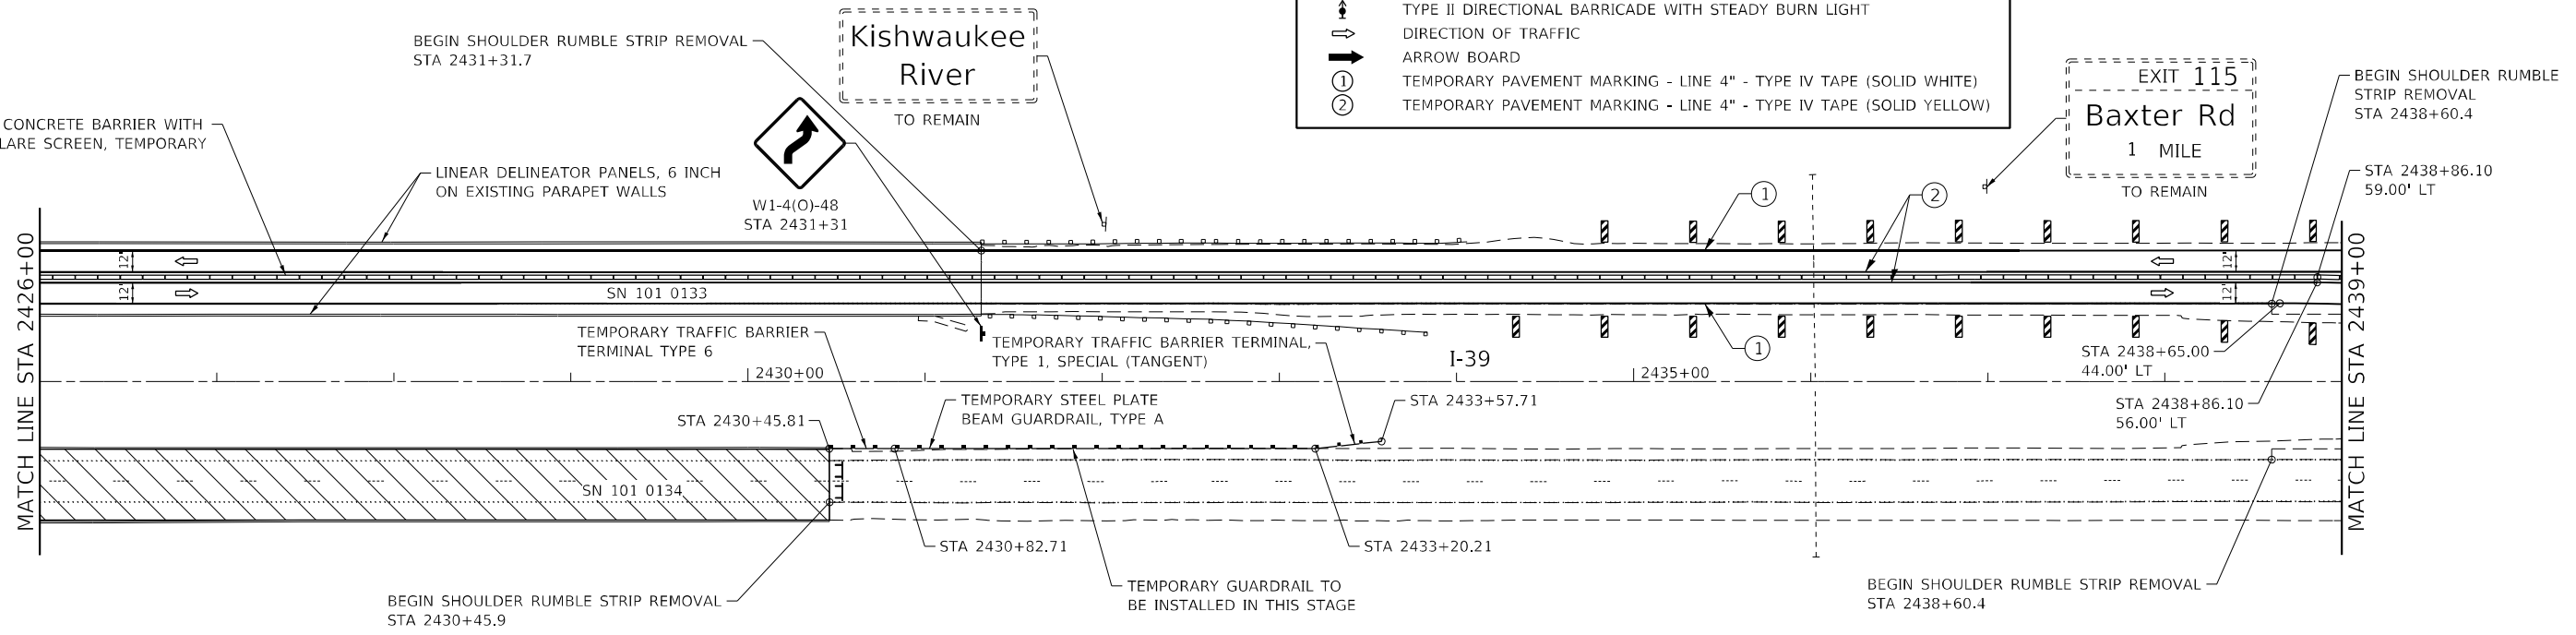 TYPE II DIRECTIONAL BARRICADE WITH STEADY BURN LIGHT
DIRECTION OF TRAFFIC
ARROW BOARD
1 TEMPORARY PAVEMENT MARKING - LINE 4" - TYPE IV TAPE (SOLID WHITE)
2 TEMPORARY PAVEMENT MARKING - LINE 4" - TYPE IV TAPE (SOLID YELLOW)
BEGIN SHOULDER RUMBLE STRIP REMOVAL
STA 2431+31.7
Kishwaukee
River
TO REMAIN
EXIT 115
Baxter Rd
1 MILE
TO REMAIN
BEGIN SHOULDER RUMBLE
STRIP REMOVAL
STA 2438+60.4
CONCRETE BARRIER WITH
LARE SCREEN, TEMPORARY
LINEAR DELINEATOR PANELS, 6 INCH
ON EXISTING PARAPET WALLS
W1-4(O)-48
STA 2431+31
STA 2438+86.10
59.00' LT
1
2
MATCH LINE STA 2426+00
12'
12'
SN 101 0133
12'
12'
MATCH LINE STA 2439+00
TEMPORARY TRAFFIC BARRIER
TERMINAL TYPE 6
TEMPORARY TRAFFIC BARRIER TERMINAL,
TYPE 1, SPECIAL (TANGENT)
I-39
1
STA 2438+65.00
44.00' LT
2430+00
2435+00
STA 2430+45.81
TEMPORARY STEEL PLATE
BEAM GUARDRAIL, TYPE A
STA 2433+57.71
STA 2438+86.10
56.00' LT
SN 101 0134
STA 2430+82.71
STA 2433+20.21
BEGIN SHOULDER RUMBLE STRIP REMOVAL
STA 2430+45.9
TEMPORARY GUARDRAIL TO
BE INSTALLED IN THIS STAGE
BEGIN SHOULDER RUMBLE STRIP REMOVAL
STA 2438+60.4